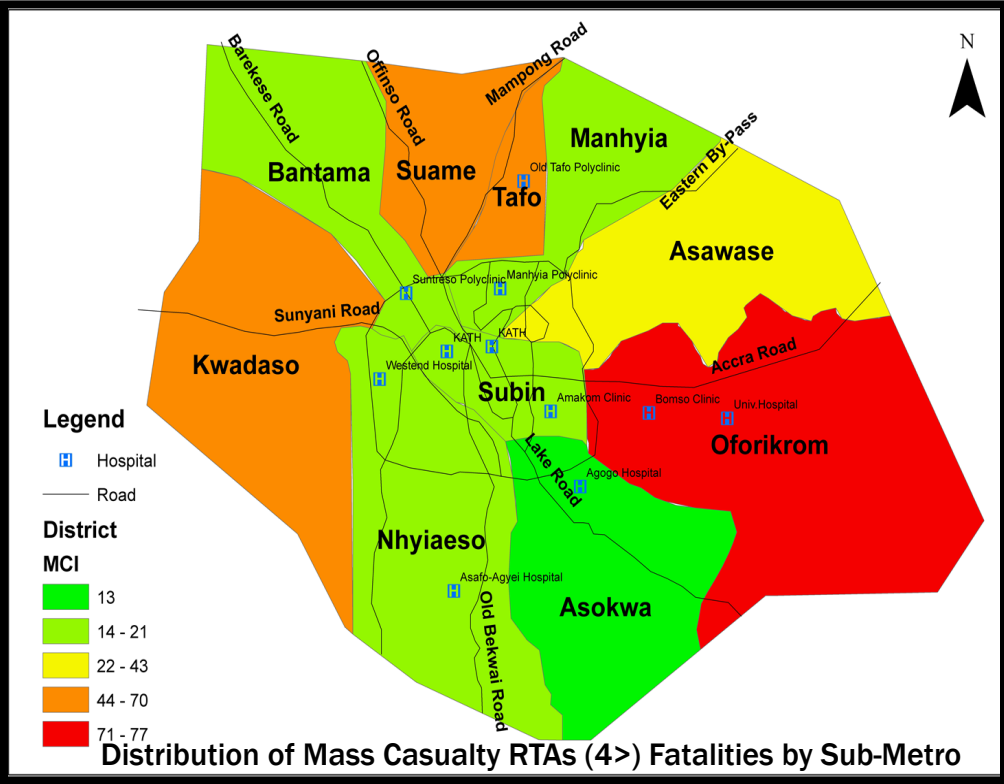 N
Barekese Road
Offinso Road
Mampong Road
Manhyia
Eastern By-Pass
Bantama
Suame
Old Tafo Polyclinic
Tafo
Asawase
Suntreso Polyclinic
Manhyia Polyclinic
Sunyani Road
KATH
KATH
Kwadaso
Westend Hospital
Accra Road
Subin
Amakom Clinic
Bomso Clinic
Univ.Hospital
Oforikrom
Lake Road
Agogo Hospital
Nhyiaeso
Asafo-Agyei Hospital
Asokwa
Old Bekwai Road
Legend
H Hospital
Road
District
MCI
13
14 - 21
22 - 43
44 - 70
71 - 77
Distribution of Mass Casualty RTAs (4>) Fatalities by Sub-Metro